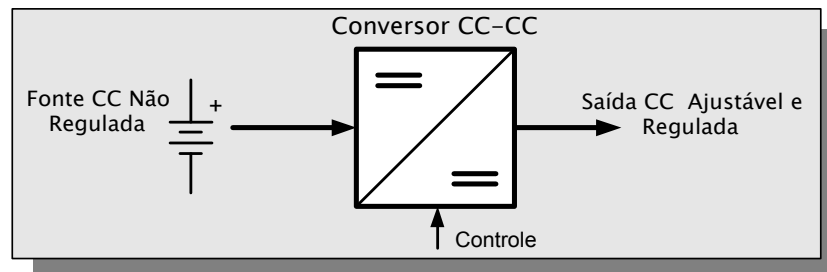 Conversor CC-CC
Fonte CC Não
Regulada
+
Saída CC Ajustável e
Regulada
Controle